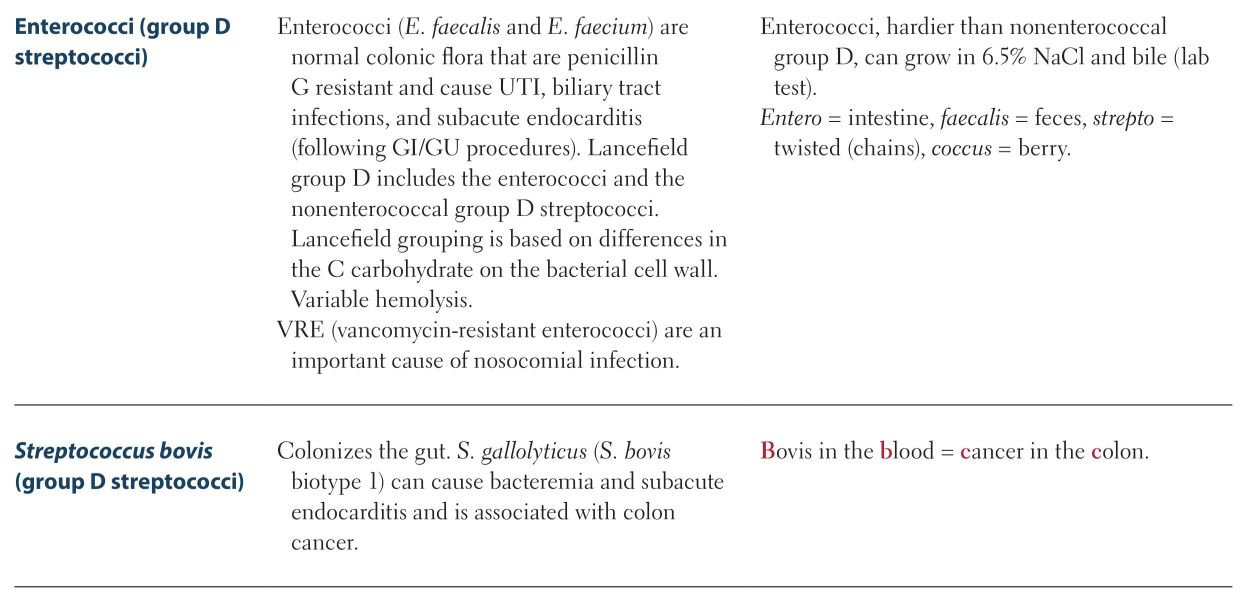 Enterococci (group D
streptococci)
Enterococci (E. faecalis and E. faecium) are
normal colonic flora that are penicillin
G resistant and cause UTI, biliary tract
infections, and subacute endocarditis
(following GI/GU procedures). Lancefield
group D includes the enterococci and the
nonenterococcal group D streptococci.
Lancefield grouping is based on differences in
the C carbohydrate on the bacterial cell wall.
Variable hemolysis.
VRE (vancomycin-resistant enterococci) are an
important cause of nosocomial infection.
Enterococci, hardier than nonenterococcal
group D, can grow in 6.5% NaCl and bile (lab
test).
Entero = intestine, faecalis = feces, strepto =
twisted (chains), coccus = berry.
Streptococcus bovis
(group D streptococci)
Colonizes the gut. S. gallolyticus (S. bovis
biotype 1) can cause bacteremia and subacute
endocarditis and is associated with colon
cancer.
Bovis in the blood = cancer in the colon.